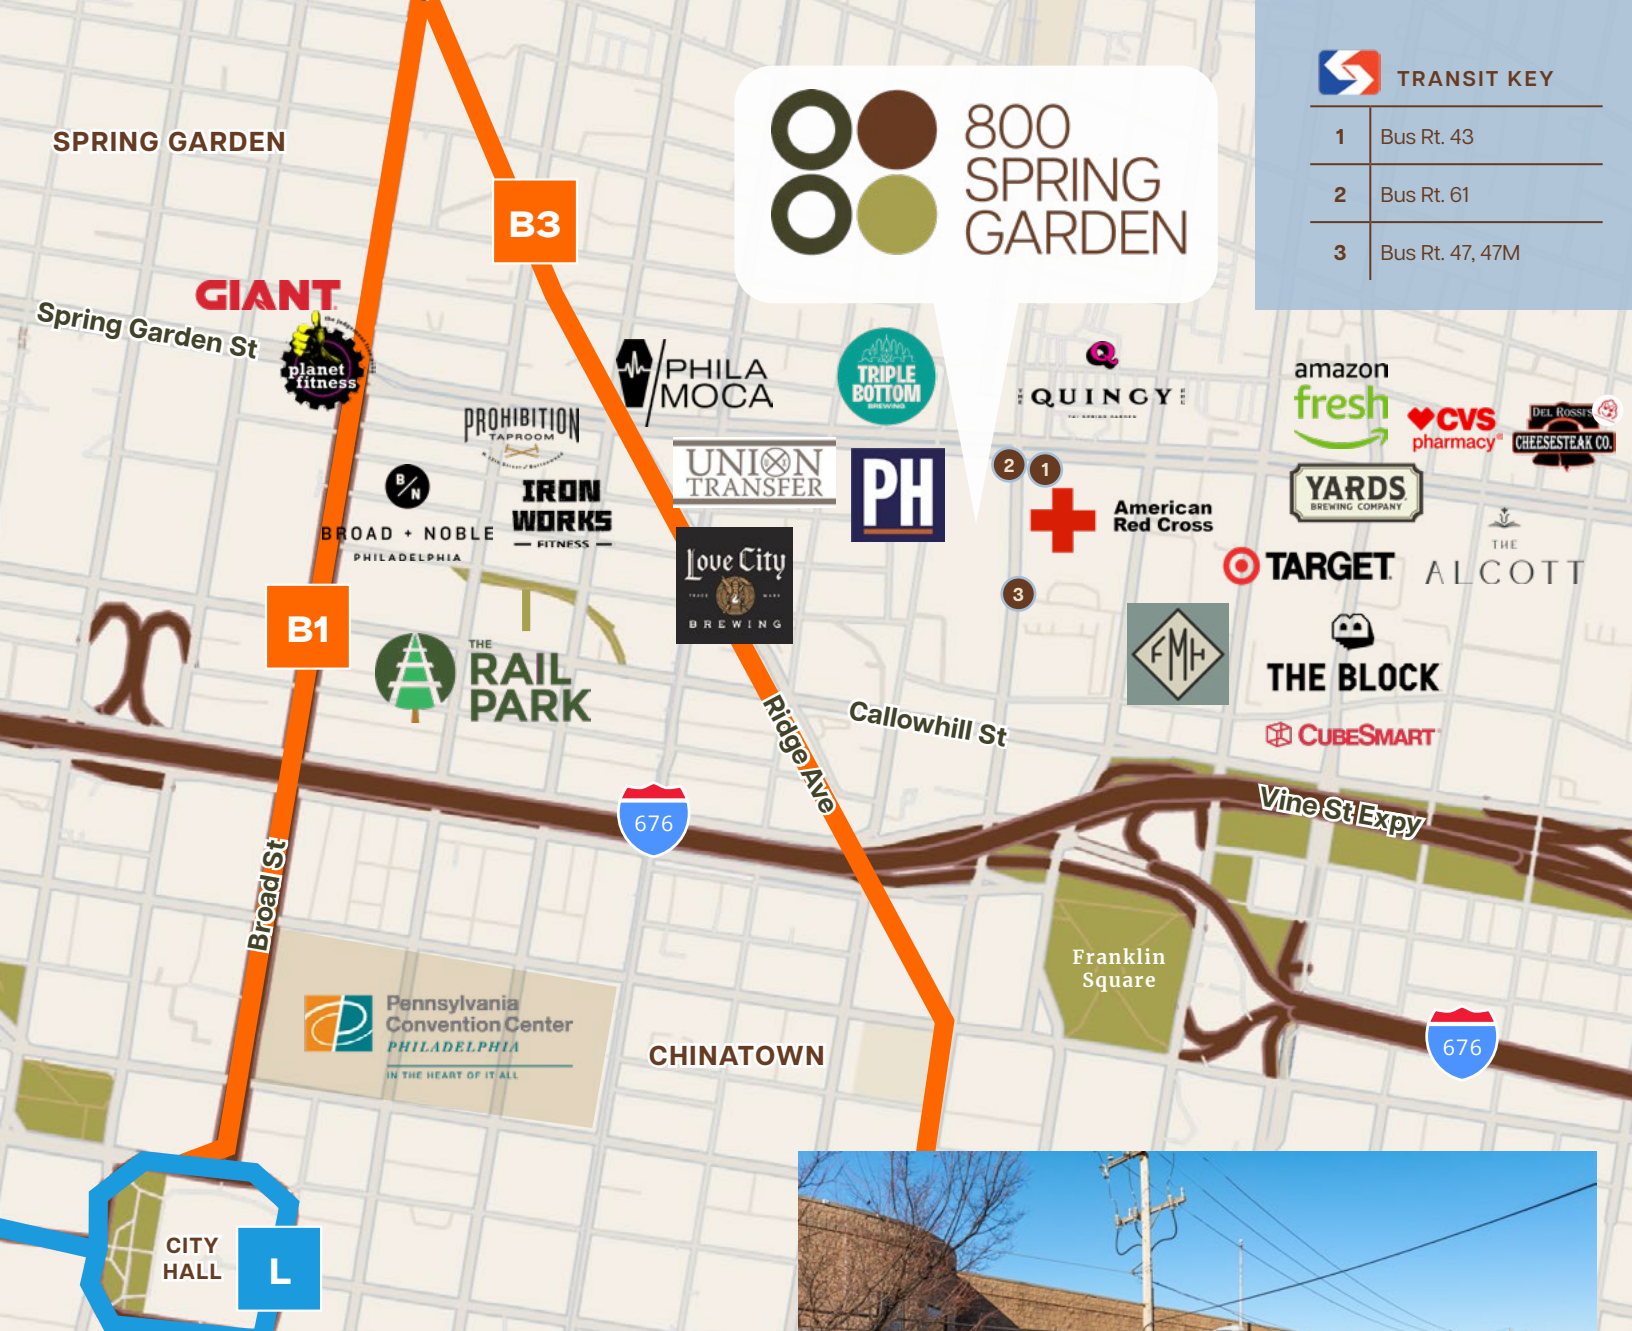 TRANSIT KEY
1 Bus Rt. 43
2 Bus Rt. 61
3 Bus Rt. 47, 47M
800
SPRING
GARDEN
SPRING GARDEN
B3
GIANT
Spring Garden St
planet
fitness
PHILA
MOCA
TRIPLE
BOTTOM
BREWING
Q
THE QUINCY
amazon
fresh
CVS
pharmacy
DEL ROSSI'S
CHEESESTEAK CO.
PROHIBITION
TAPROOM
UNION
TRANSFER
PH
2
1
American
Red Cross
YARDS
BREWING COMPANY
B/N
BROAD + NOBLE
PHILADELPHIA
IRON
WORKS
FITNESS
Love City
TRADE MARK
BREWING
TARGET
THE
ALCOTT
3
B1
THE
RAIL
PARK
FMH
THE BLOCK
CUBESMART
Ridge Ave
Callowhill St
676
Vine St Expy
Broad St
Franklin
Square
Pennsylvania
Convention Center
PHILADELPHIA
IN THE HEART OF IT ALL
CHINATOWN
676
CITY
HALL
L